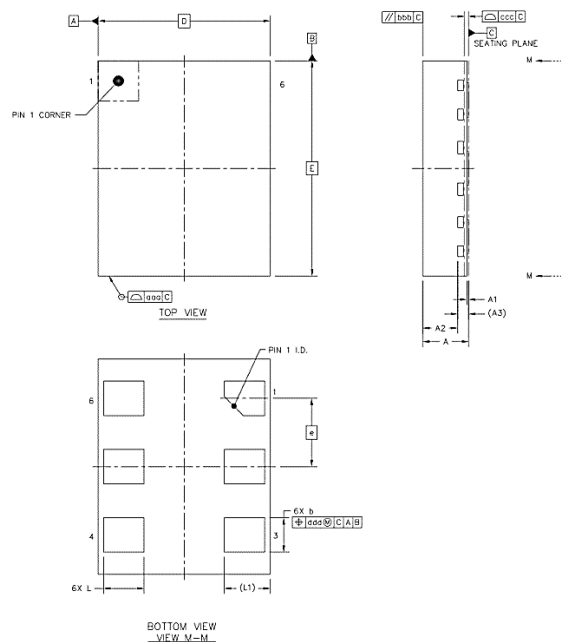 A
D
B
1
6
PIN 1 CORNER
E
⌓ aaa C
TOP VIEW
// bbb C
⌓ ccc C
C
SEATING PLANE
M
M
A1
(A3)
A2
A
PIN 1 I.D.
6
1
e
6X b
⌖ ddd Ⓜ C A B
4
3
6X L
(L1)
BOTTOM VIEW
VIEW M-M